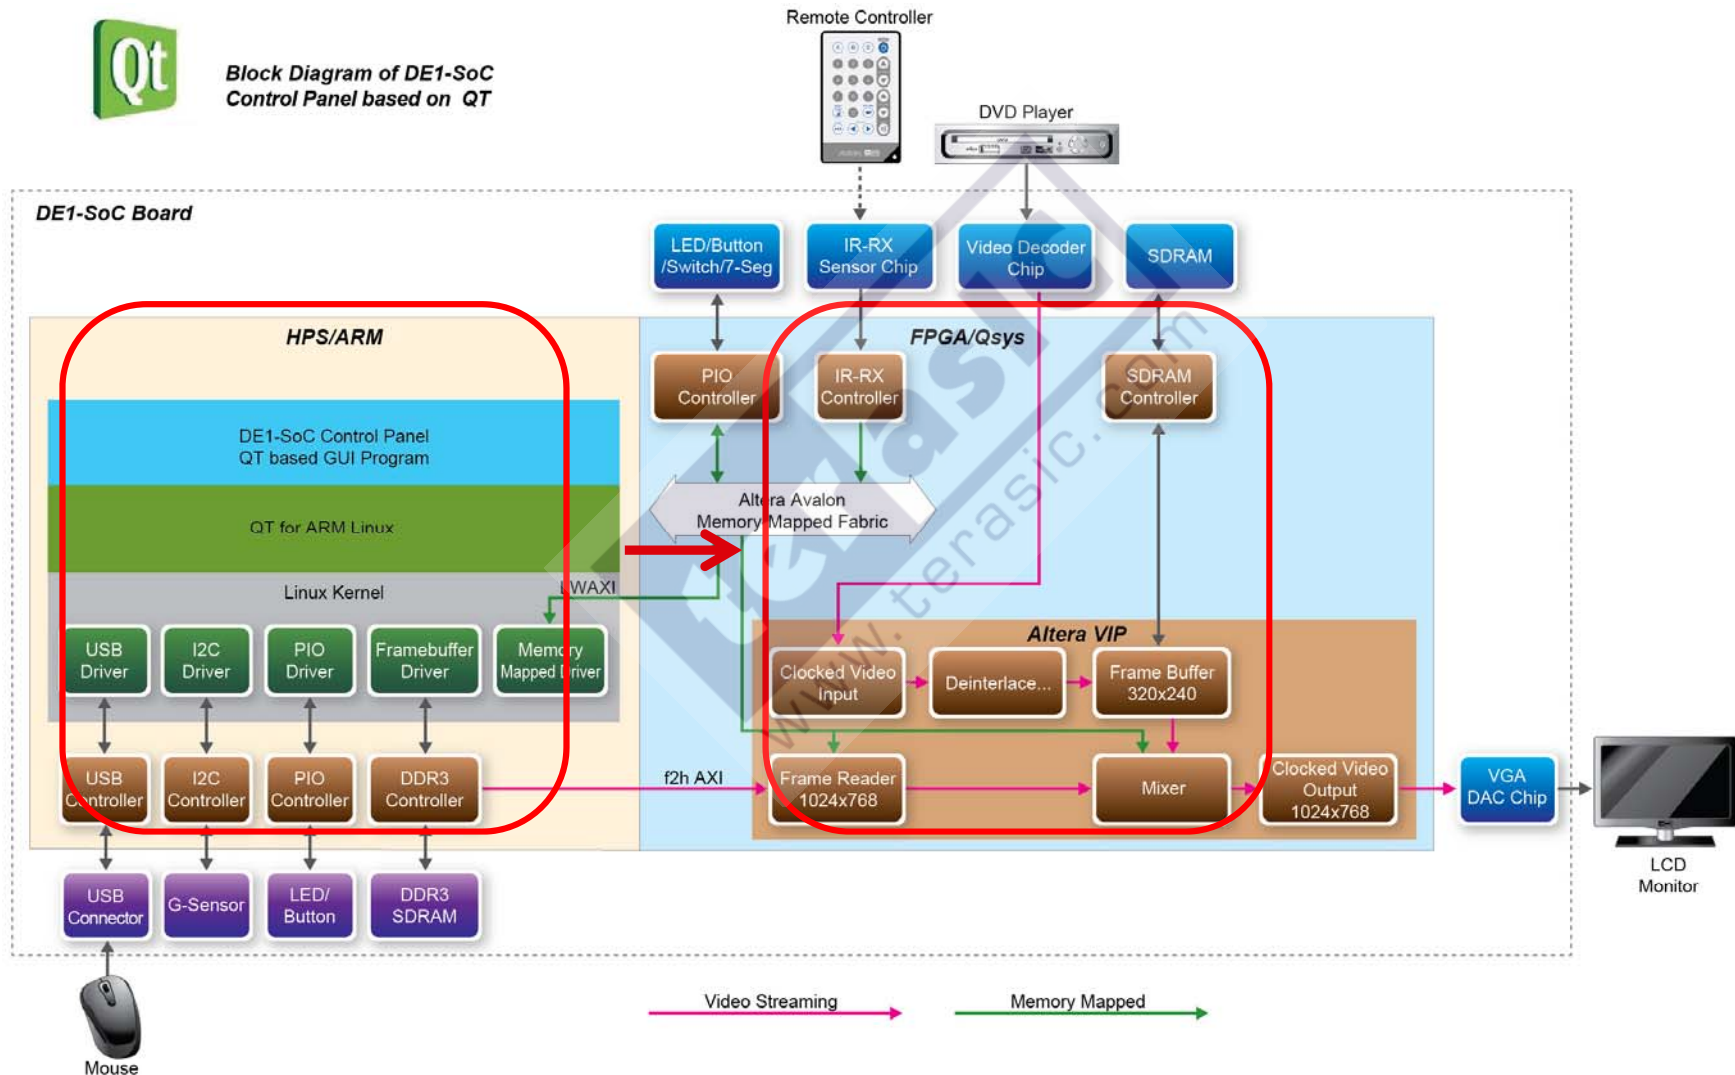 Remote Controller
Qt
Block Diagram of DE1-SoC
Control Panel based on QT
DVD Player
DE1-SoC Board
LED/Button
/Switch/7-Seg
IR-RX
Sensor Chip
Video Decoder
Chip
SDRAM
HPS/ARM
FPGA/Qsys
PIO
Controller
IR-RX
Controller
SDRAM
Controller
DE1-SoC Control Panel
QT based GUI Program
Altera Avalon
Memory-Mapped Fabric
QT for ARM Linux
Linux Kernel
LWAXI
Altera VIP
USB
Driver
I2C
Driver
PIO
Driver
Framebuffer
Driver
Memory
Mapped Driver
Clocked Video
Input
Deinterlace...
Frame Buffer
320x240
USB
Controller
I2C
Controller
PIO
Controller
DDR3
Controller
f2h AXI
Frame Reader
1024x768
Mixer
Clocked Video
Output
1024x768
VGA
DAC Chip
LCD
Monitor
USB
Connector
G-Sensor
LED/
Button
DDR3
SDRAM
Video Streaming
Memory Mapped
Mouse
terasic
www.terasic.com